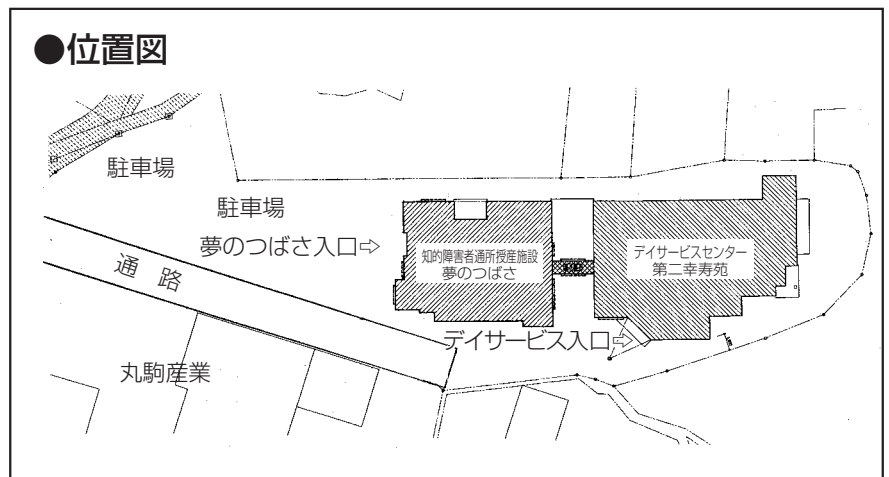 ●位置図
駐車場
駐車場
夢のつばさ入口⇨
知的障害者通所授産施設
夢のつばさ
デイサービスセンター
第二幸寿苑
通路
デイサービス入口⇨
丸駒産業